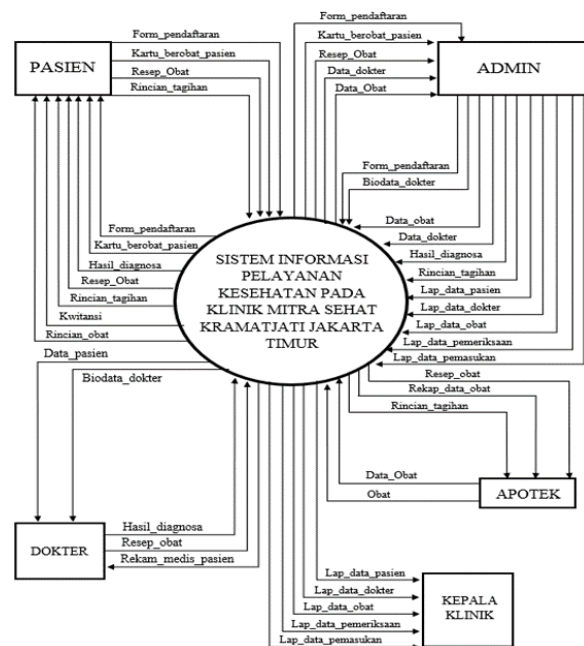 Form_pendaftaran
Kartu_berobat_pasien
Resep_Obat
Rincian_tagihan
PASIEN
Form_pendaftaran
Kartu_berobat_pasien
Resep_Obat
Data_dokter
Data_Obat
ADMIN
Form_pendaftaran
Biodata_dokter
Data_obat
Data_dokter
Hasil_diagnosa
Rincian_tagihan
Lap_data_pasien
Lap_data_dokter
Lap_data_obat
Lap_data_pemeriksaan
Lap_data_pemasukan
Form_pendaftaran
Kartu_berobat_pasien
Hasil_diagnosa
Resep_Obat
Rincian_tagihan
Kwitansi
Rincian_obat
SISTEM INFORMASI
PELAYANAN
KESEHATAN PADA
KLINIK MITRA SEHAT
KRAMATJATI JAKARTA
TIMUR
Data_pasien
Biodata_dokter
Resep_obat
Rekap_data_obat
Rincian_tagihan
Data_Obat
Obat
APOTEK
DOKTER
Hasil_diagnosa
Resep_obat
Rekam_medis_pasien
Lap_data_pasien
Lap_data_dokter
Lap_data_obat
Lap_data_pemeriksaan
Lap_data_pemasukan
KEPALA
KLINIK